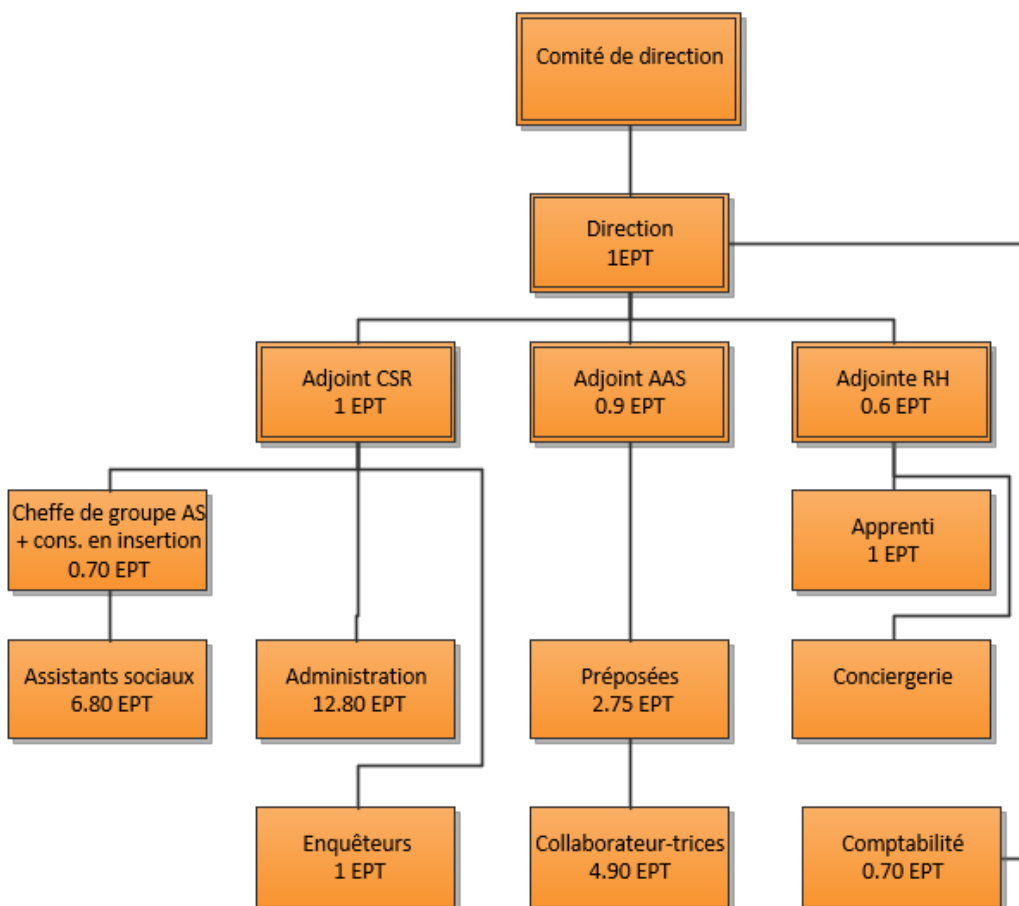 Comité de direction
Direction
1EPT
Adjoint CSR
1 EPT
Adjoint AAS
0.9 EPT
Adjointe RH
0.6 EPT
Cheffe de groupe AS
+ cons. en insertion
0.70 EPT
Apprenti
1 EPT
Assistants sociaux
6.80 EPT
Administration
12.80 EPT
Préposées
2.75 EPT
Conciergerie
Enquêteurs
1 EPT
Collaborateur-trices
4.90 EPT
Comptabilité
0.70 EPT